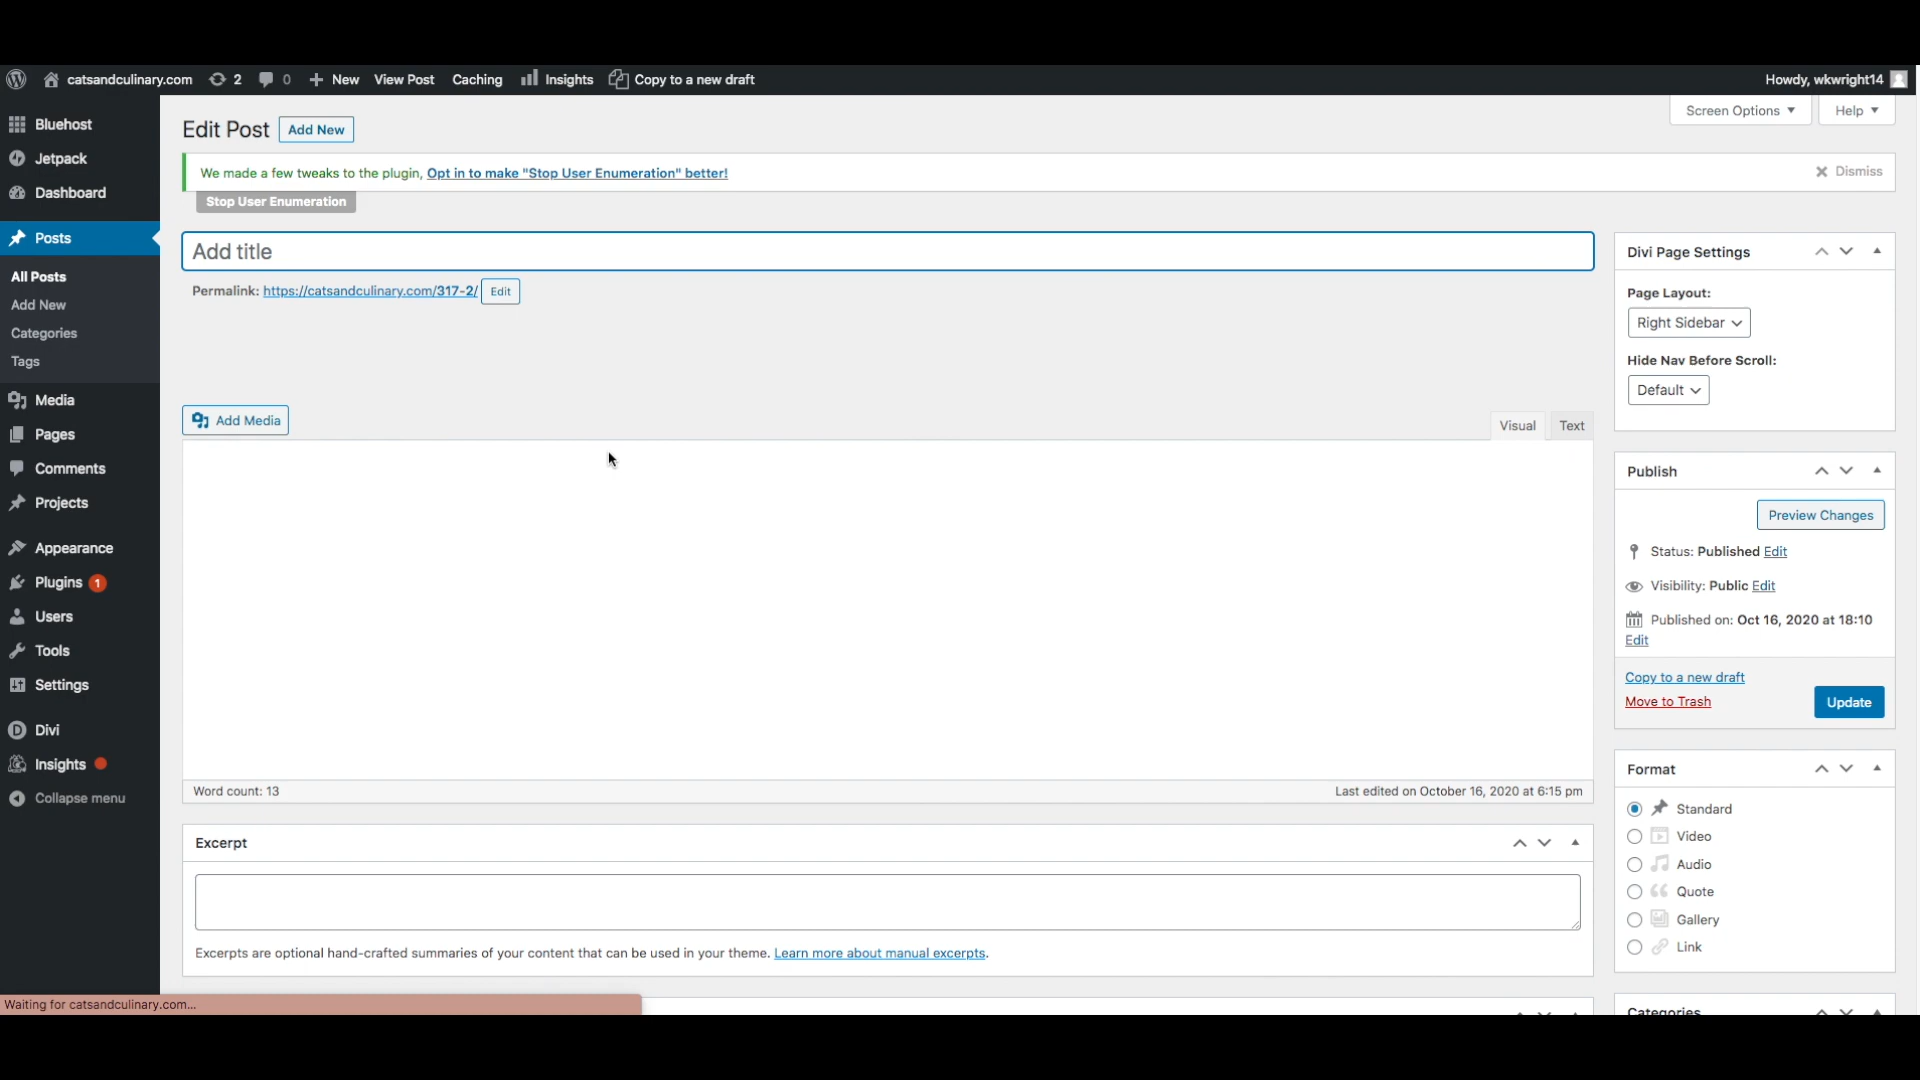 catsandculinary.com 2 0 New View Post Caching Insights Copy to a new draft Howdy, wkwright14
Screen Options Help
Bluehost
Jetpack
Dashboard
Posts
All Posts
Add New
Categories
Tags
Media
Pages
Comments
Projects
Appearance
Plugins 1
Users
Tools
Settings
Divi
Insights
Collapse menu
Edit Post Add New
We made a few tweaks to the plugin, Opt in to make "Stop User Enumeration" better! Dismiss
Stop User Enumeration
Add title
Permalink: https://catsandculinary.com/317-2/ Edit
Add Media Visual Text
Word count: 13 Last edited on October 16, 2020 at 6:15 pm
Excerpt
Excerpts are optional hand-crafted summaries of your content that can be used in your theme. Learn more about manual excerpts.
Divi Page Settings
Page Layout:
Right Sidebar
Hide Nav Before Scroll:
Default
Publish
Preview Changes
Status: Published Edit
Visibility: Public Edit
Published on: Oct 16, 2020 at 18:10
Edit
Copy to a new draft
Move to Trash Update
Format
Standard
Video
Audio
Quote
Gallery
Link
Categories
Waiting for catsandculinary.com...